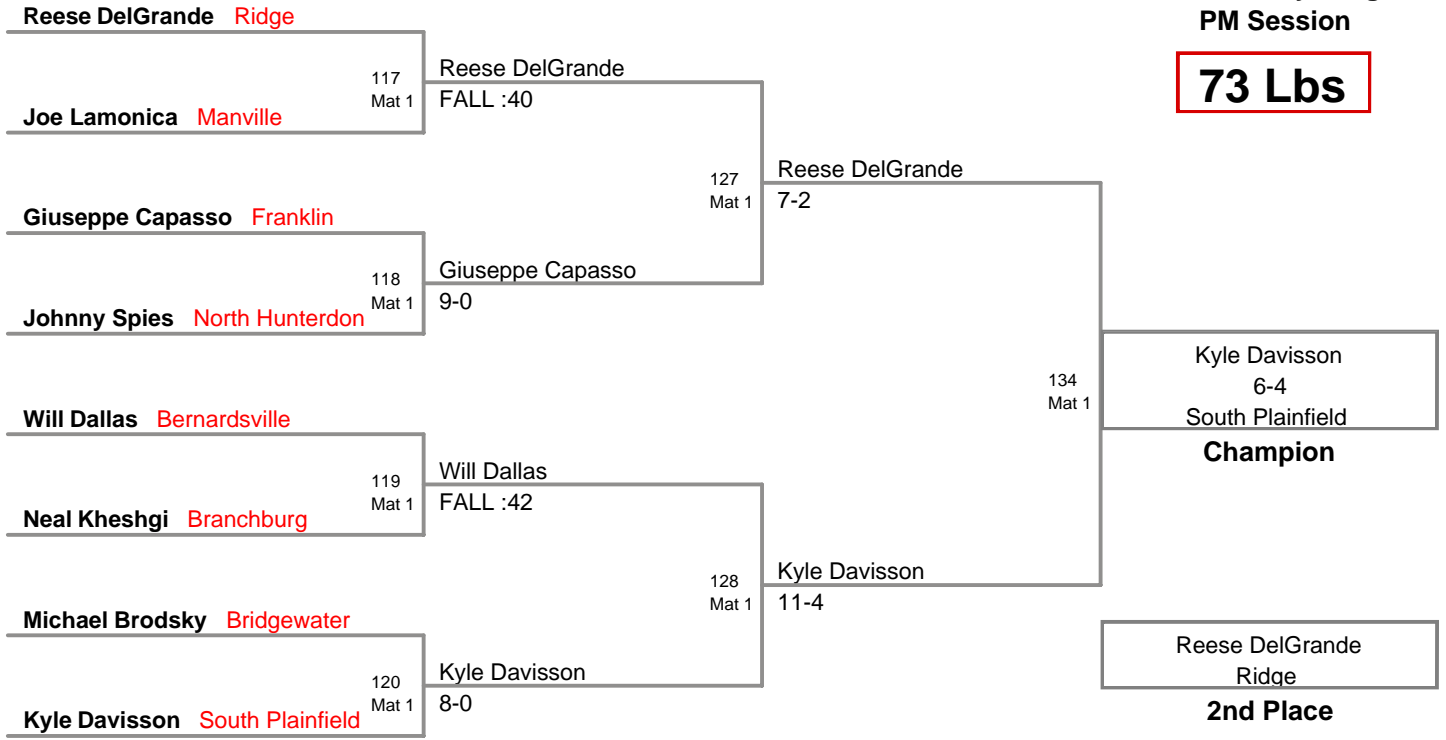 Reese DelGrande Ridge
PM Session
73 Lbs
117
Mat 1
Reese DelGrande
FALL :40
Joe Lamonica Manville
127
Mat 1
Reese DelGrande
7-2
Giuseppe Capasso Franklin
118
Mat 1
Giuseppe Capasso
9-0
Johnny Spies North Hunterdon
134
Mat 1
Kyle Davisson
6-4
South Plainfield
Champion
Will Dallas Bernardsville
119
Mat 1
Will Dallas
FALL :42
Neal Kheshgi Branchburg
128
Mat 1
Kyle Davisson
11-4
Michael Brodsky Bridgewater
120
Mat 1
Kyle Davisson
8-0
Kyle Davisson South Plainfield
Reese DelGrande
Ridge
2nd Place